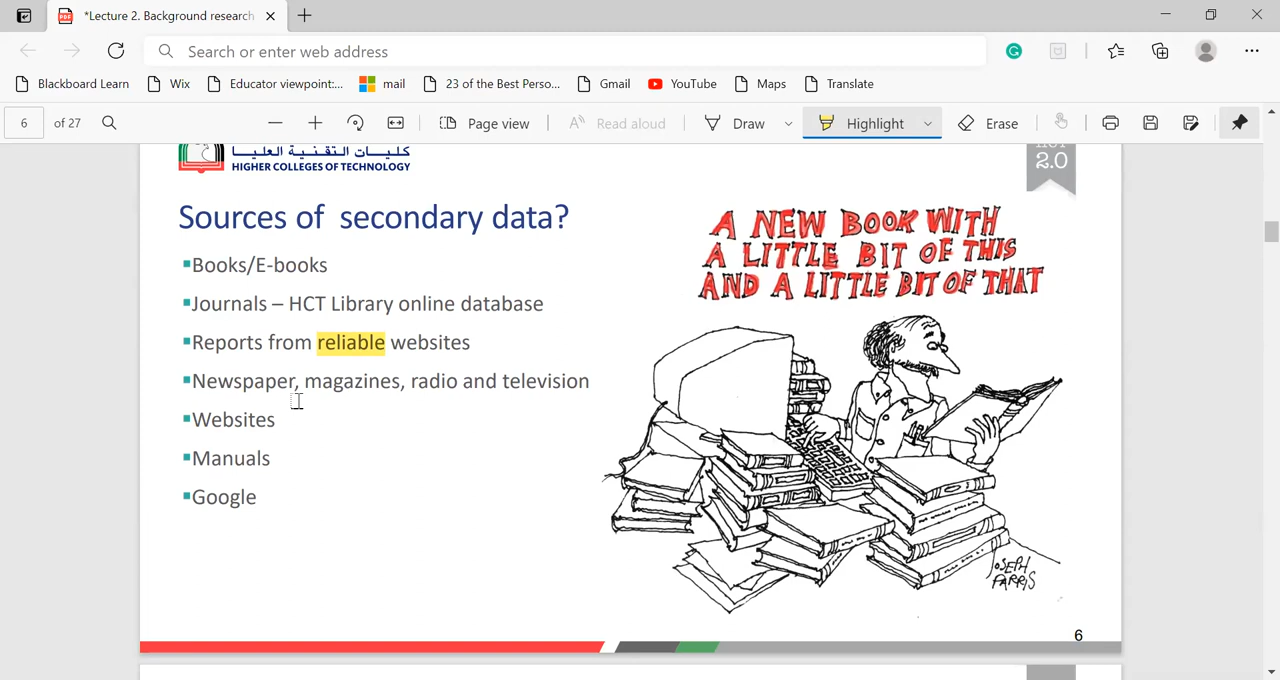 *Lecture 2. Background research
Search or enter web address
Blackboard Learn
Wix
Educator viewpoint:...
mail
23 of the Best Perso...
Gmail
YouTube
Maps
Translate
6
of 27
Page view
Read aloud
Draw
Highlight
Erase
كليات التقنية العليا
HIGHER COLLEGES OF TECHNOLOGY
2.0
Sources of secondary data?
A NEW BOOK WITH
A LITTLE BIT OF THIS
AND A LITTLE BIT OF THAT
Books/E-books
Journals – HCT Library online database
Reports from reliable websites
Newspaper, magazines, radio and television
Websites
Manuals
Google
JOSEPH
FARRIS
6